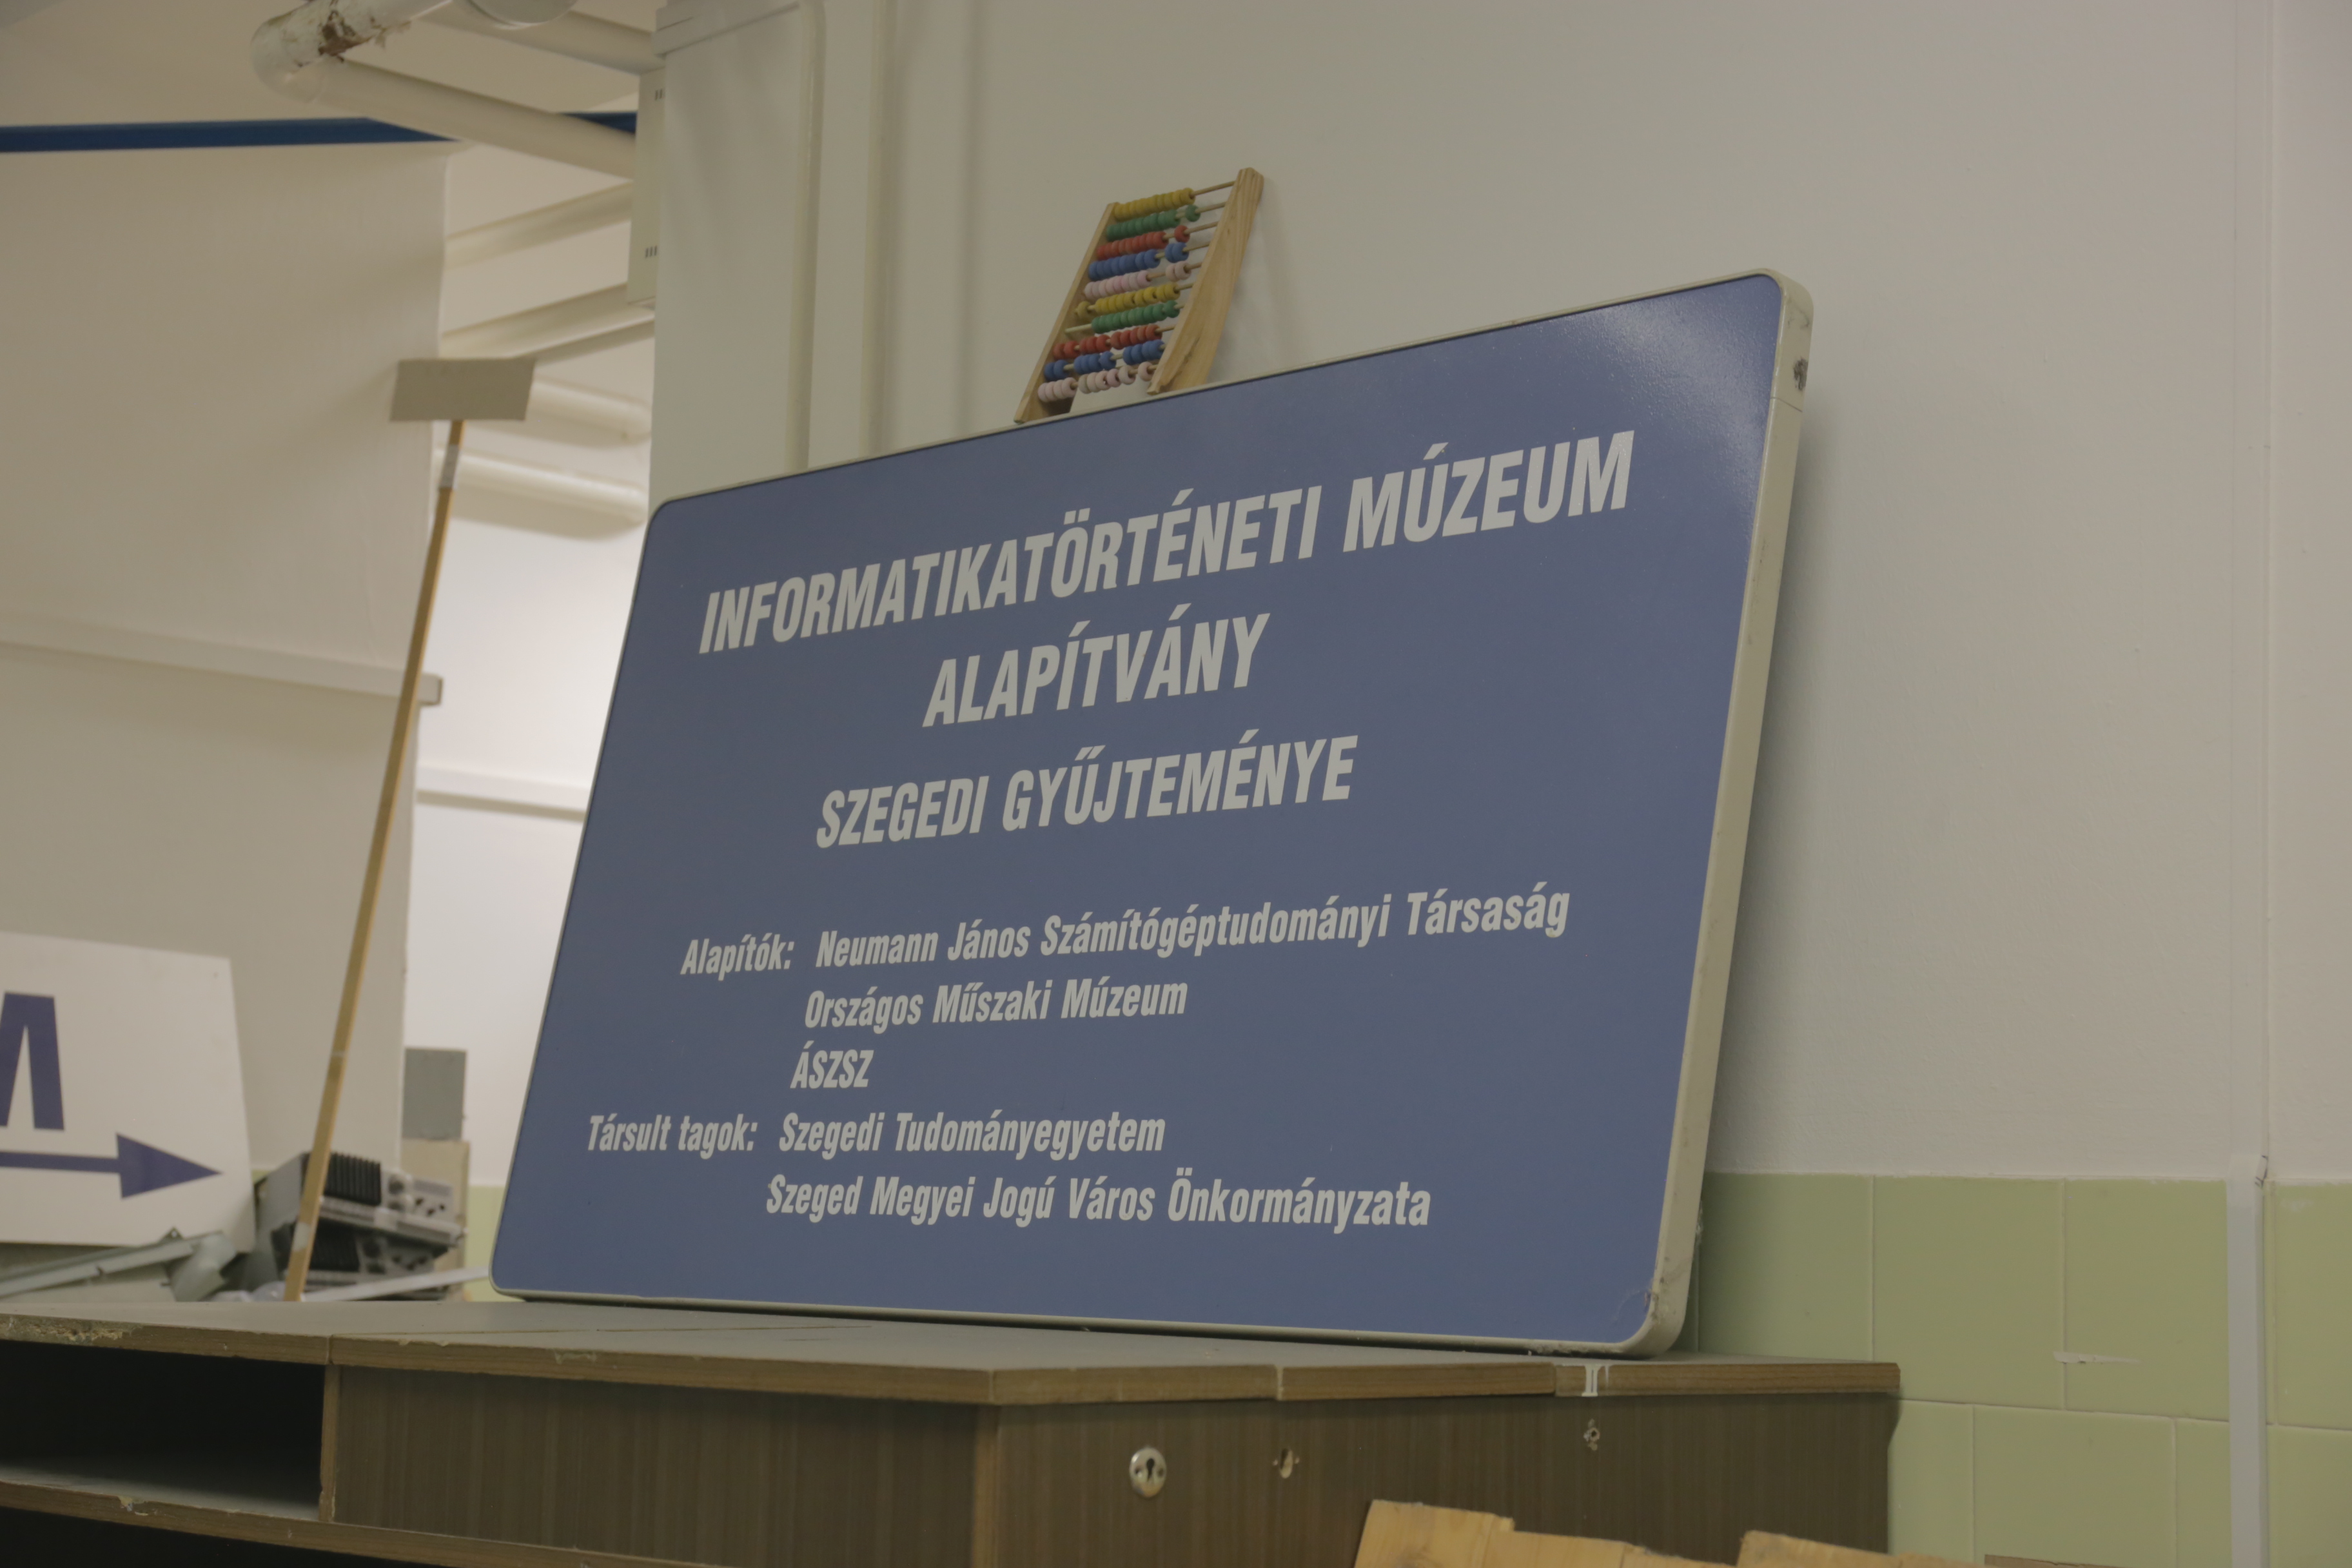 INFORMATIKATÖRTÉNETI MÚZEUM
ALAPÍTVÁNY
SZEGEDI GYŰJTEMÉNYE
Alapítók: Neumann János Számítógéptudományi Társaság
Országos Műszaki Múzeum
ÁSZSZ
Társult tagok: Szegedi Tudományegyetem
Szeged Megyei Jogú Város Önkormányzata
M